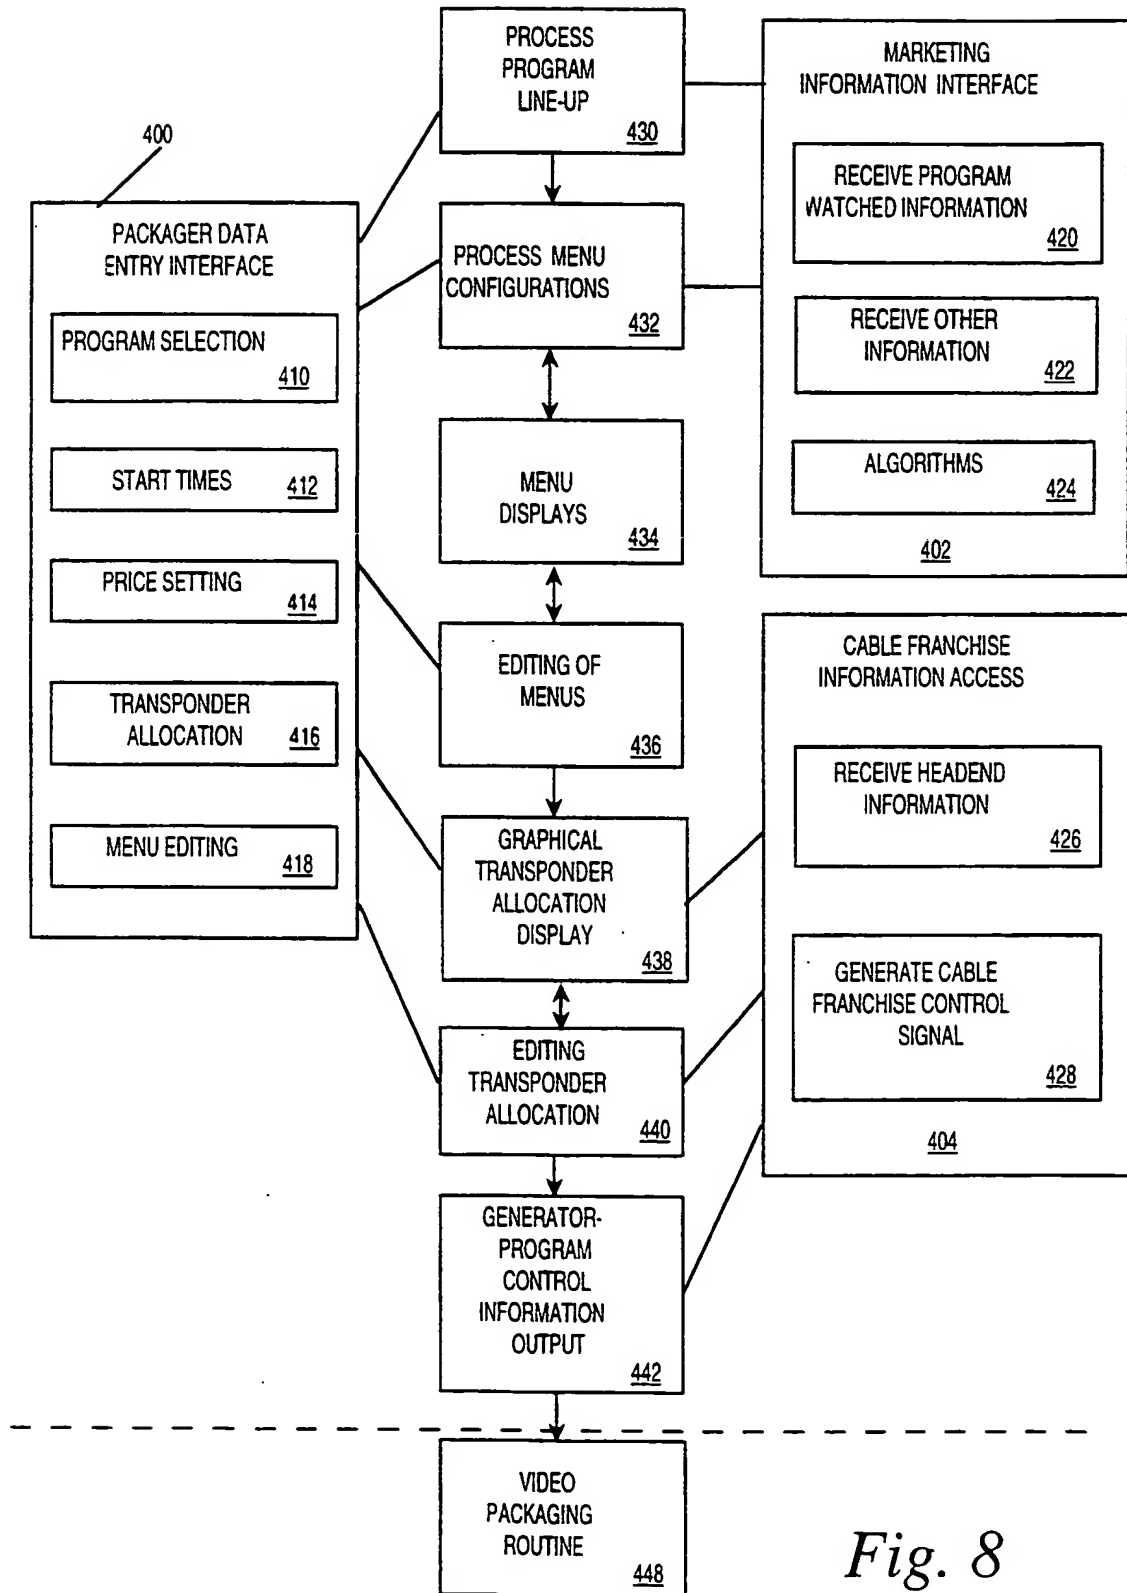 400
PACKAGER DATA
ENTRY INTERFACE
PROGRAM SELECTION
410
START TIMES 412
PRICE SETTING 414
TRANSPONDER
ALLOCATION 416
MENU EDITING 418
PROCESS
PROGRAM
LINE-UP
430
PROCESS MENU
CONFIGURATIONS
432
MENU
DISPLAYS
434
EDITING OF
MENUS
436
GRAPHICAL
TRANSPONDER
ALLOCATION
DISPLAY
438
EDITING
TRANSPONDER
ALLOCATION 440
GENERATOR-
PROGRAM
CONTROL
INFORMATION
OUTPUT
442
VIDEO
PACKAGING
ROUTINE
448
MARKETING
INFORMATION INTERFACE
RECEIVE PROGRAM
WATCHED INFORMATION
420
RECEIVE OTHER
INFORMATION
422
ALGORITHMS
424
402
CABLE FRANCHISE
INFORMATION ACCESS
RECEIVE HEADEND
INFORMATION
426
GENERATE CABLE
FRANCHISE CONTROL
SIGNAL
428
404
Fig. 8